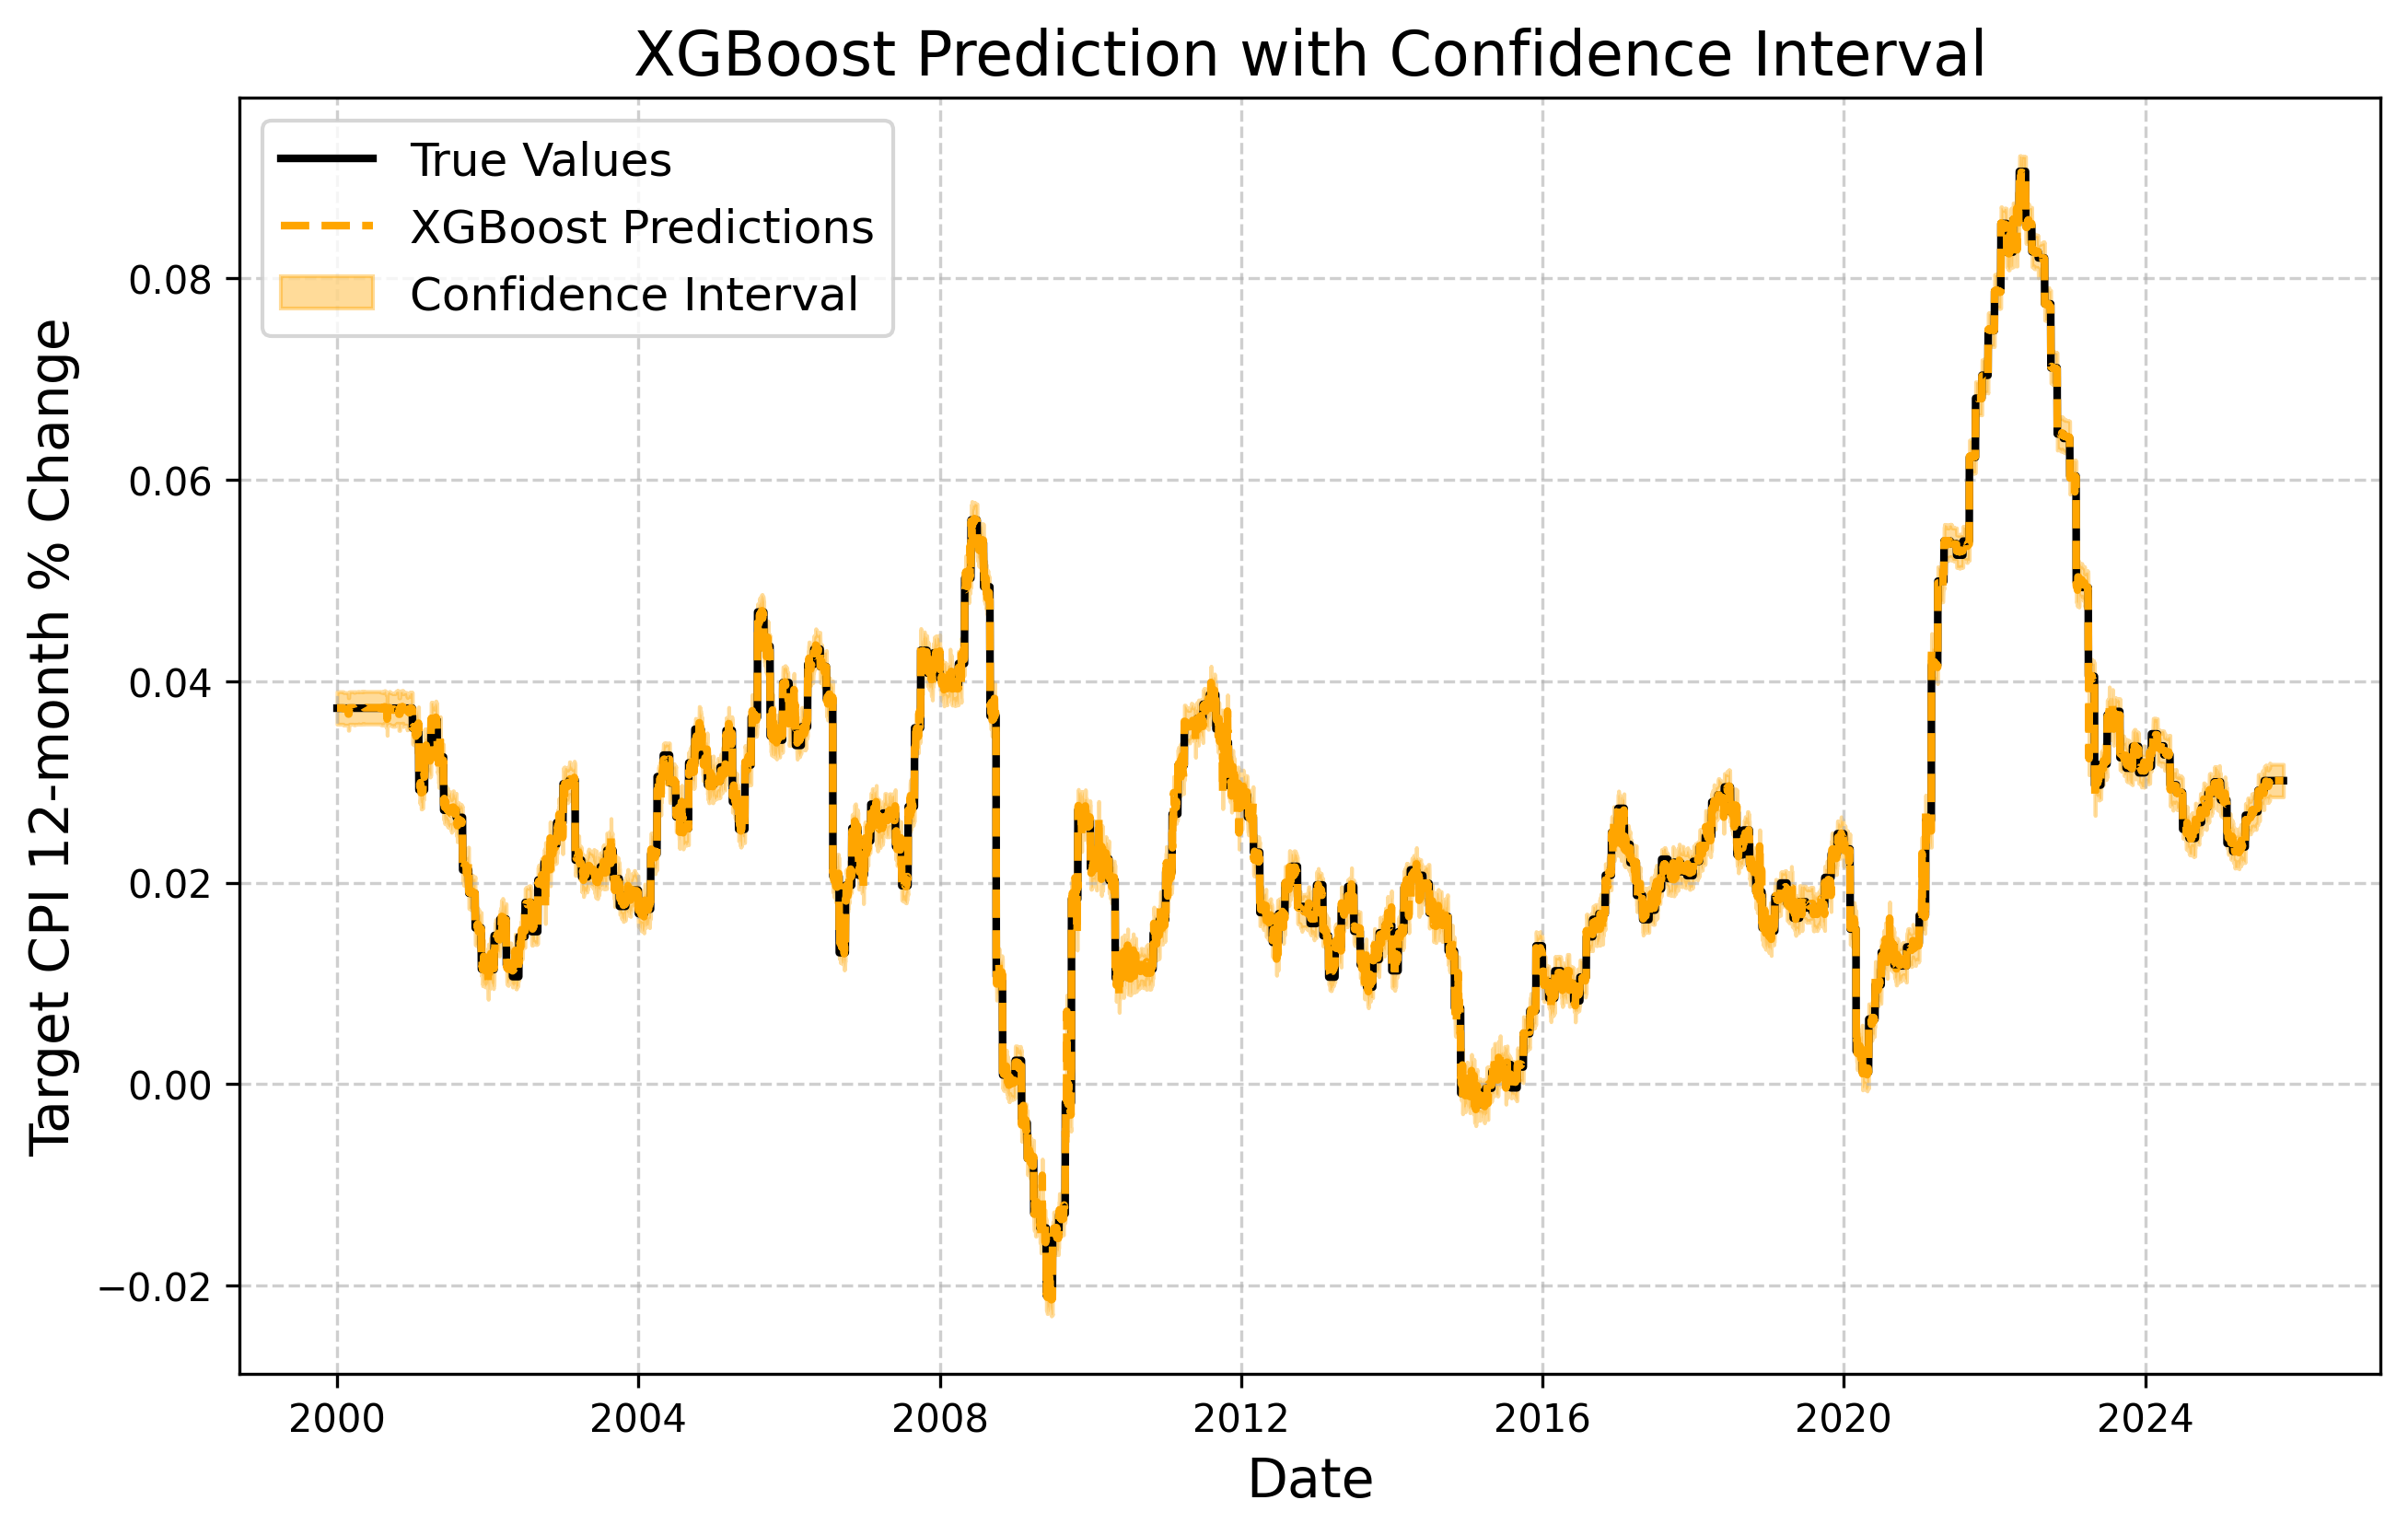 XGBoost Prediction with Confidence Interval
True Values
XGBoost Predictions
Confidence Interval
Target CPI 12-month % Change
0.08
0.06
0.04
0.02
0.00
−0.02
2000 2004 2008 2012 2016 2020 2024
Date